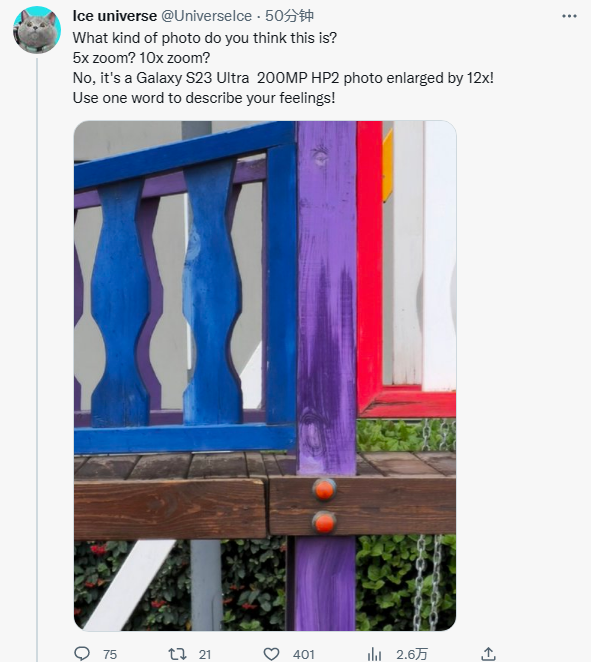 Ice universe @UniverseIce · 50分钟
What kind of photo do you think this is?
5x zoom? 10x zoom?
No, it's a Galaxy S23 Ultra  200MP HP2 photo enlarged by 12x!
Use one word to describe your feelings!
75 21 401 2.6万